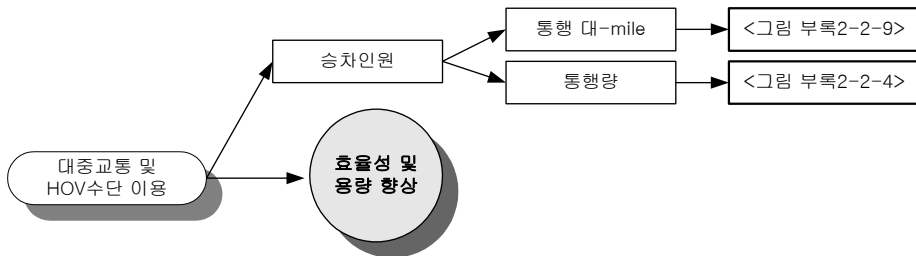 통행 대-mile
<그림 부록2-2-9>
승차인원
통행량
<그림 부록2-2-4>
대중교통 및
HOV수단 이용
효율성 및
용량 향상